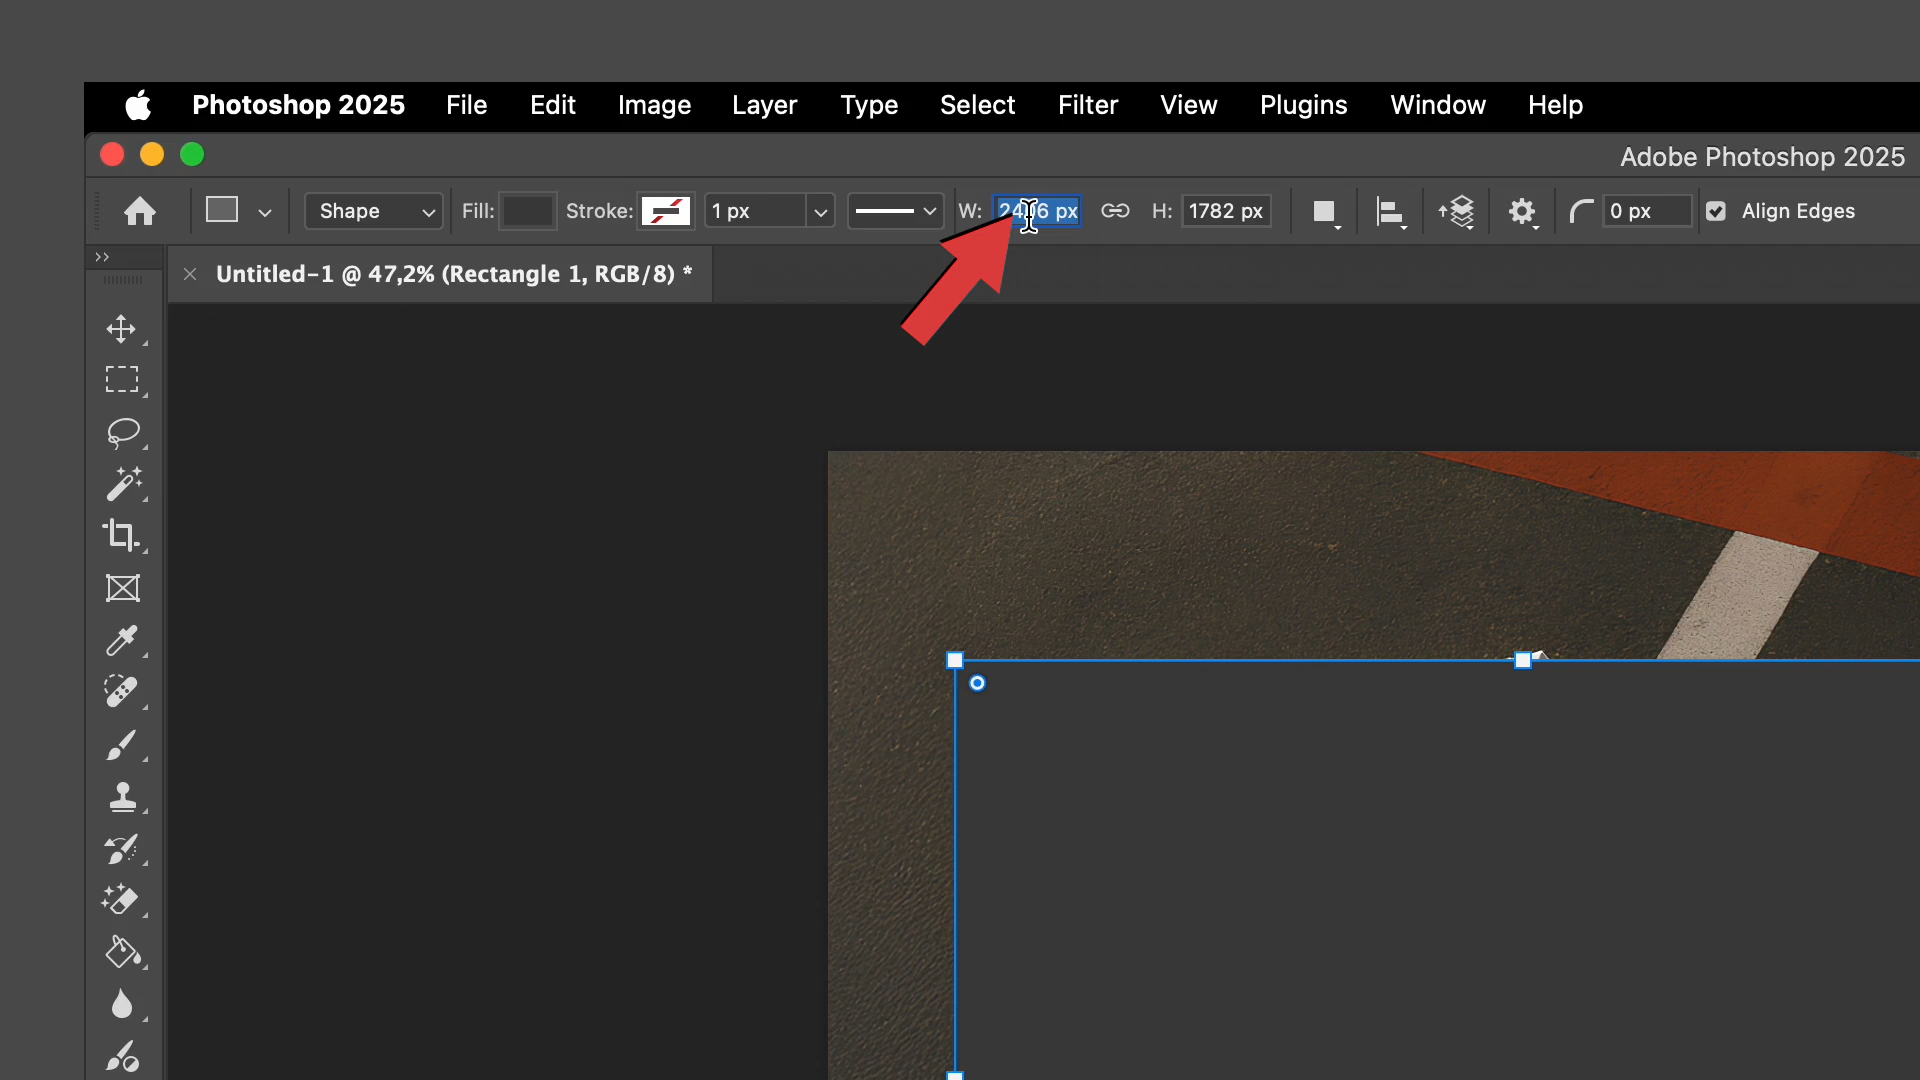 Photoshop 2025 File Edit Image Layer Type Select Filter View Plugins Window Help
Adobe Photoshop 2025
Shape Fill: Stroke: 1 px W: px H: 1782 px 0 px Align Edges
Untitled-1 @ 47,2% (Rectangle 1, RGB/8) *